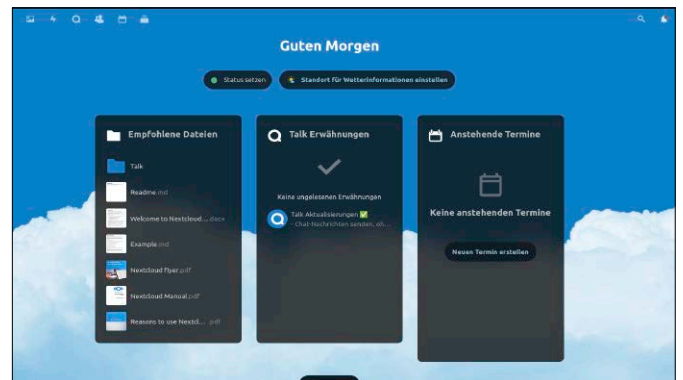 Guten Morgen
Status setzen
Standort für Wetterinformationen einstellen
Empfohlene Dateien
Talk
Readme.md
Welcome to Nextcloud... .docx
Example.md
Nextcloud flyer.pdf
Nextcloud Manual.pdf
Reasons to use Nextcl... .pdf
Talk Erwähnungen
Keine ungelesenen Erwähnungen
Talk Aktualisierungen ✅
- Chat-Nachrichten senden, oh...
Anstehende Termine
Keine anstehenden Termine
Neuen Termin erstellen